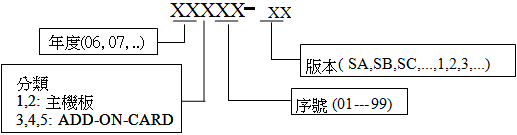 XXXXX- XX
年度(06, 07, ..)
版本( SA,SB,SC,...,1,2,3,...)
分類
1,2: 主機板
3,4,5: ADD-ON-CARD
序號 (01---99)